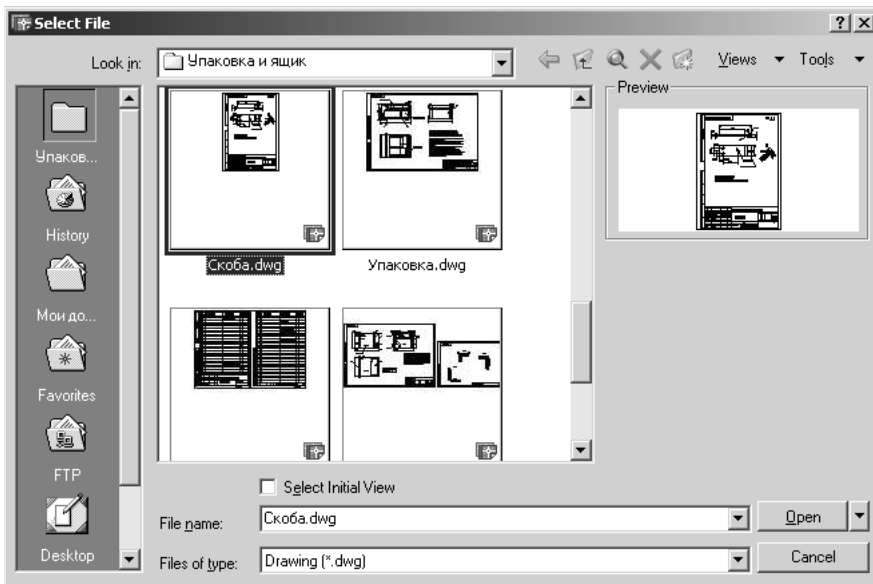 Select File
Look in:
Упаковка и ящик
Views
Tools
Упаков...
History
Мои до...
Favorites
FTP
Desktop
Скоба.dwg
Упаковка.dwg
Preview
Select Initial View
File name:
Скоба.dwg
Open
Files of type:
Drawing (*.dwg)
Cancel